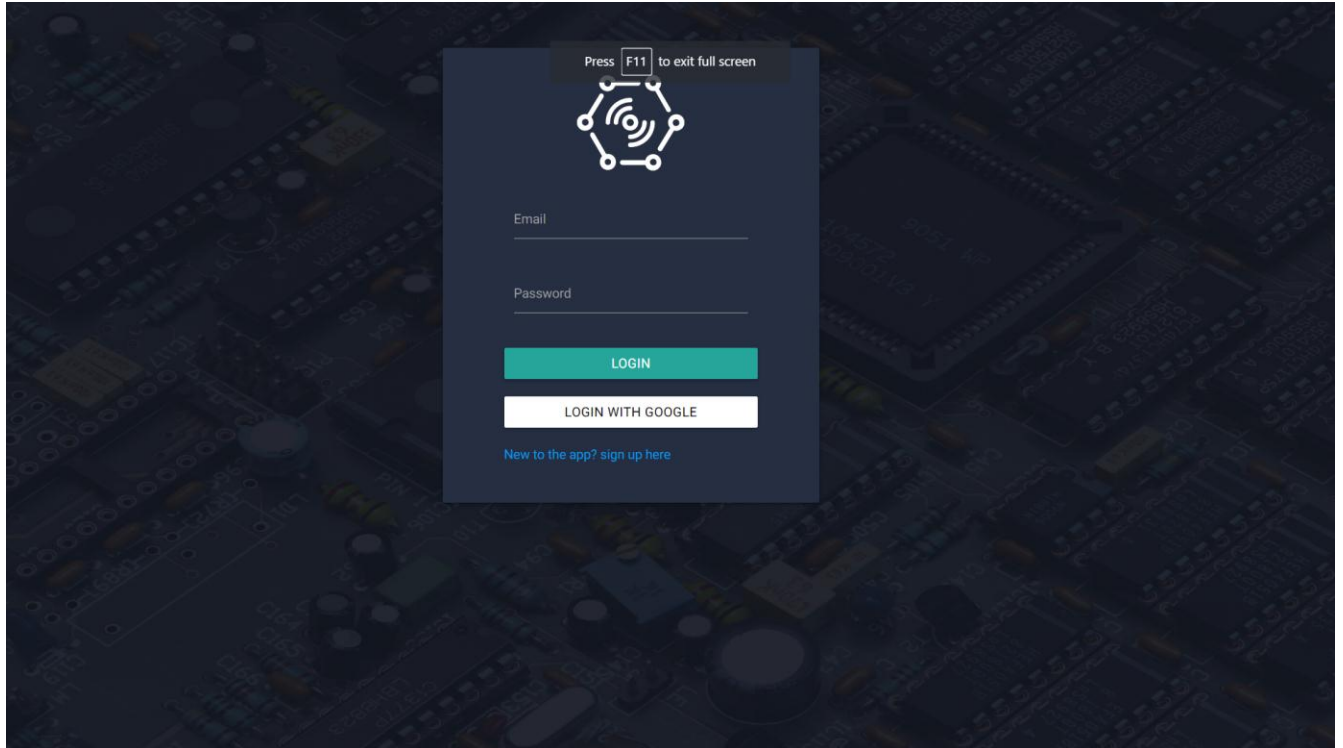 Press F11 to exit full screen
Email
Password
LOGIN
LOGIN WITH GOOGLE
New to the app? sign up here